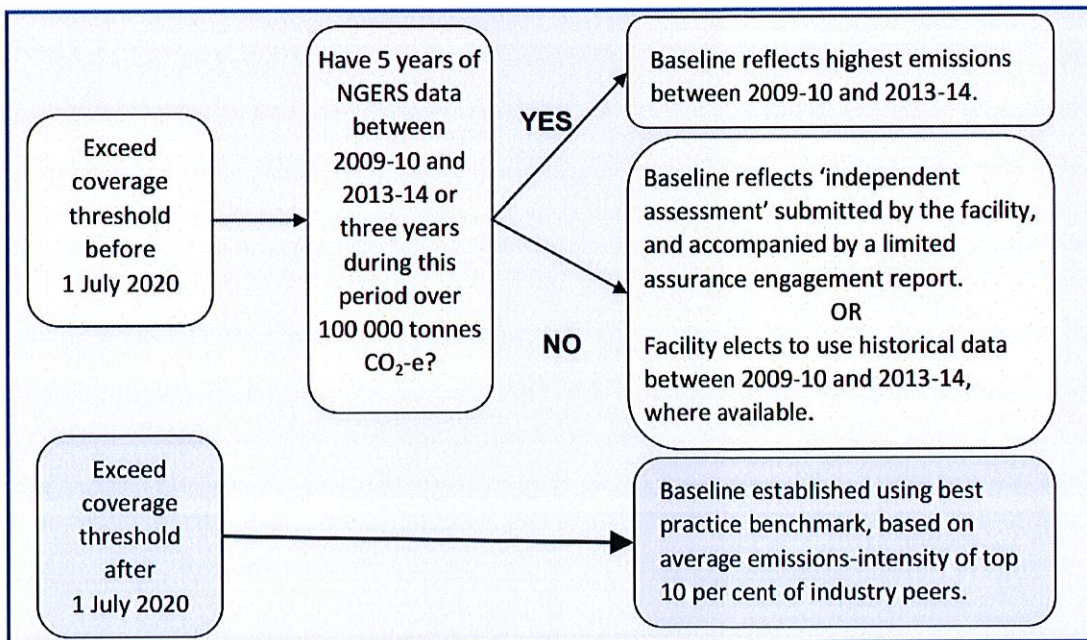 Exceed
coverage
threshold
before
1 July 2020
Have 5 years of
NGERS data
between
2009-10 and
2013-14 or
three years
during this
period over
100 000 tonnes
CO₂-e?
YES
Baseline reflects highest emissions
between 2009-10 and 2013-14.
NO
Baseline reflects ‘independent
assessment’ submitted by the facility,
and accompanied by a limited
assurance engagement report.
OR
Facility elects to use historical data
between 2009-10 and 2013-14,
where available.
Exceed
coverage
threshold
after
1 July 2020
Baseline established using best
practice benchmark, based on
average emissions-intensity of top
10 per cent of industry peers.